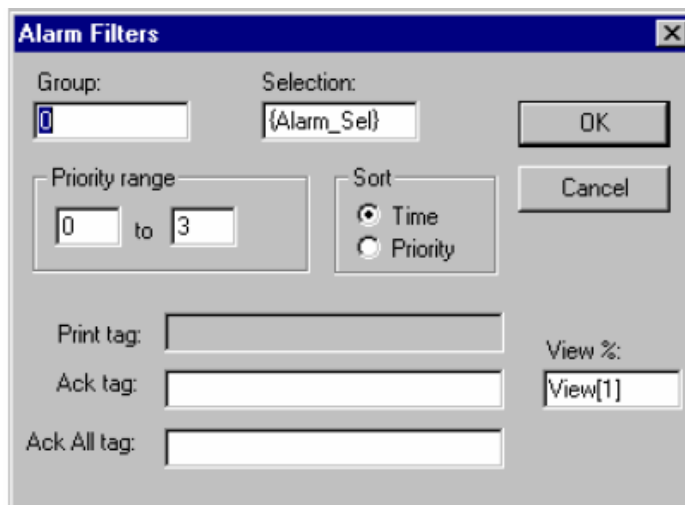 Alarm Filters
Group:
Selection:
0
{Alarm_Sel}
OK
Priority range
Sort
Cancel
0 to 3
Time
Priority
Print tag:
View %:
Ack tag:
View[1]
Ack All tag: